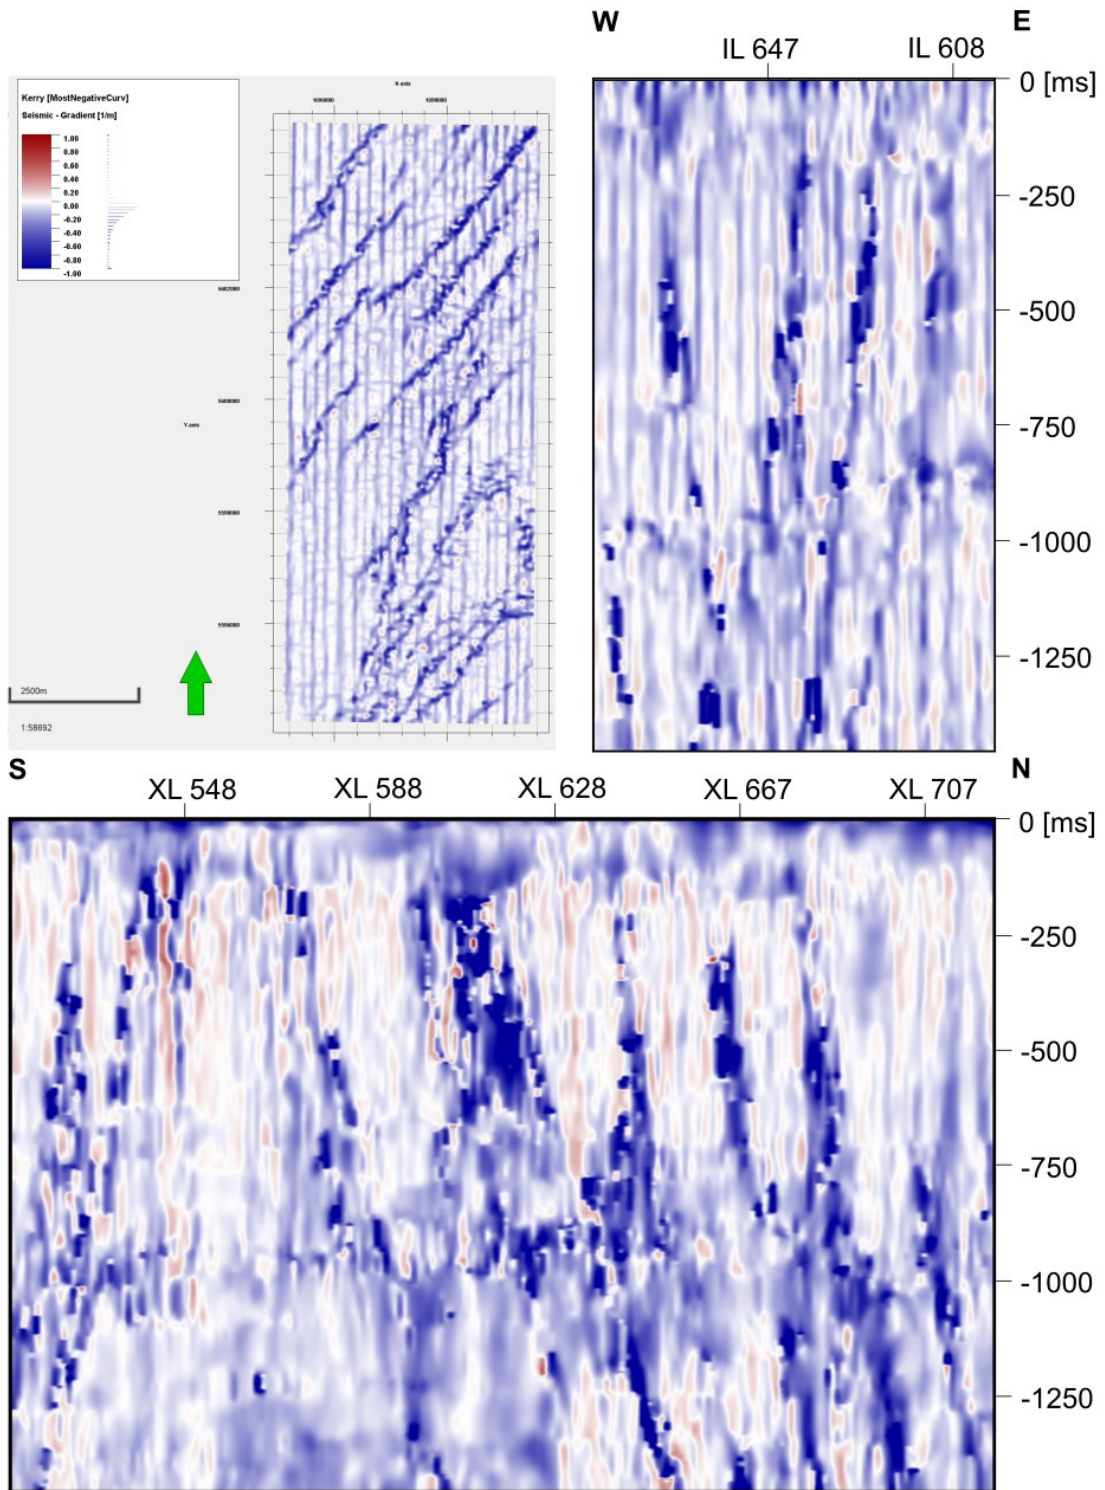 W
E
IL 647
IL 608
0 [ms]
-250
-500
-750
-1000
-1250
Kerry [MostNegativeCurv]
Seismic - Gradient [1/m]
1.00
0.80
0.60
0.40
0.20
0.00
-0.20
-0.40
-0.60
-0.80
-1.00
X-axis
Y-axis
2500m
1:58692
S
N
XL 548
XL 588
XL 628
XL 667
XL 707
0 [ms]
-250
-500
-750
-1000
-1250